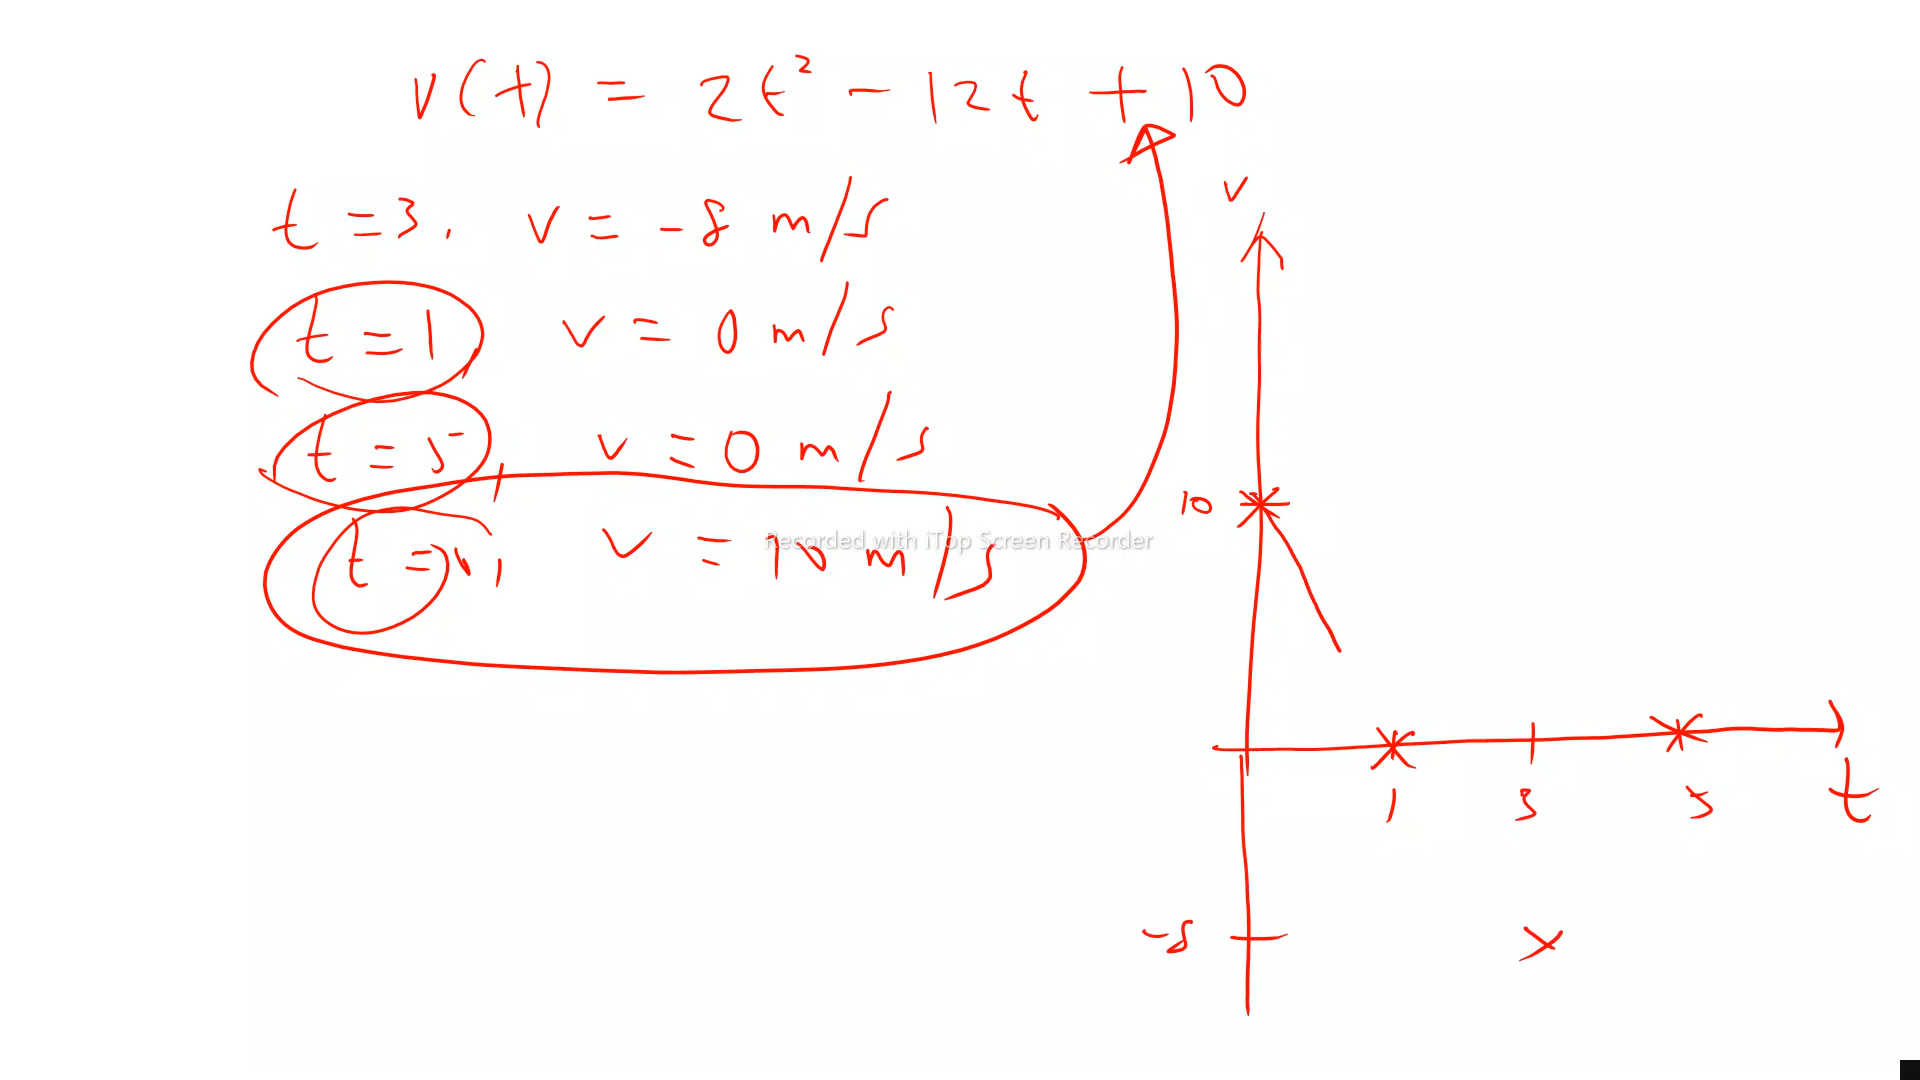 v(t) = 2t² - 12t + 10
t = 3, v = -8 m/s
t = 1 v = 0 m/s
t = 5, v = 0 m/s
v = 10 m/s
Recorded with iTop Screen Recorder
v
10
1 3 5 t
-8